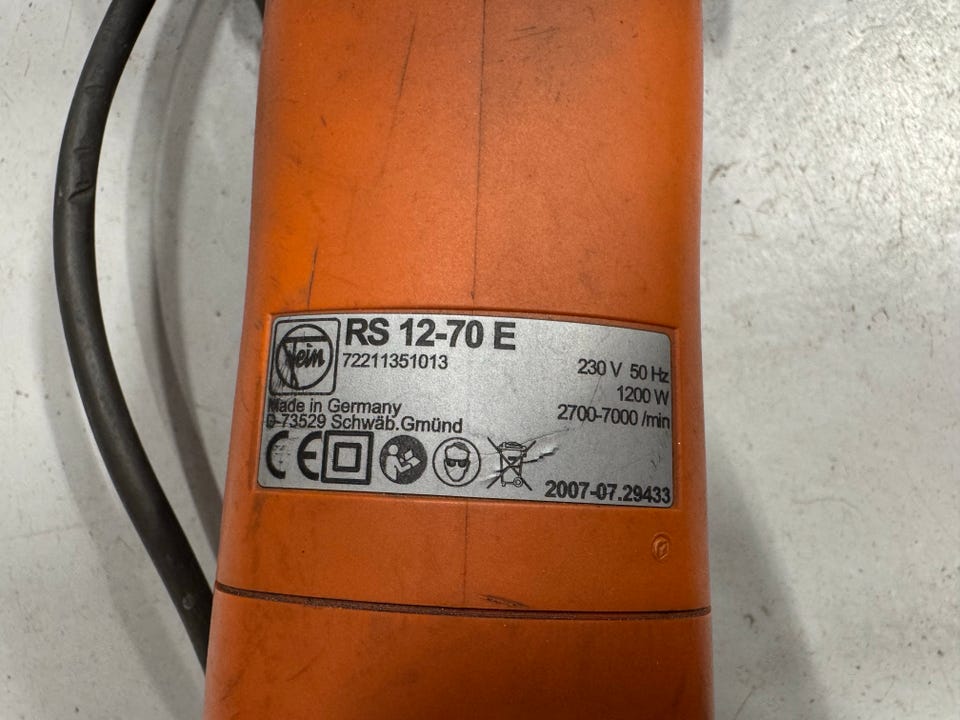 Fein
RS 12-70 E
72211351013
230 V 50 Hz
1200 W
2700-7000 /min
Made in Germany
D-73529 Schwäb.Gmünd
CE
2007-07.29433